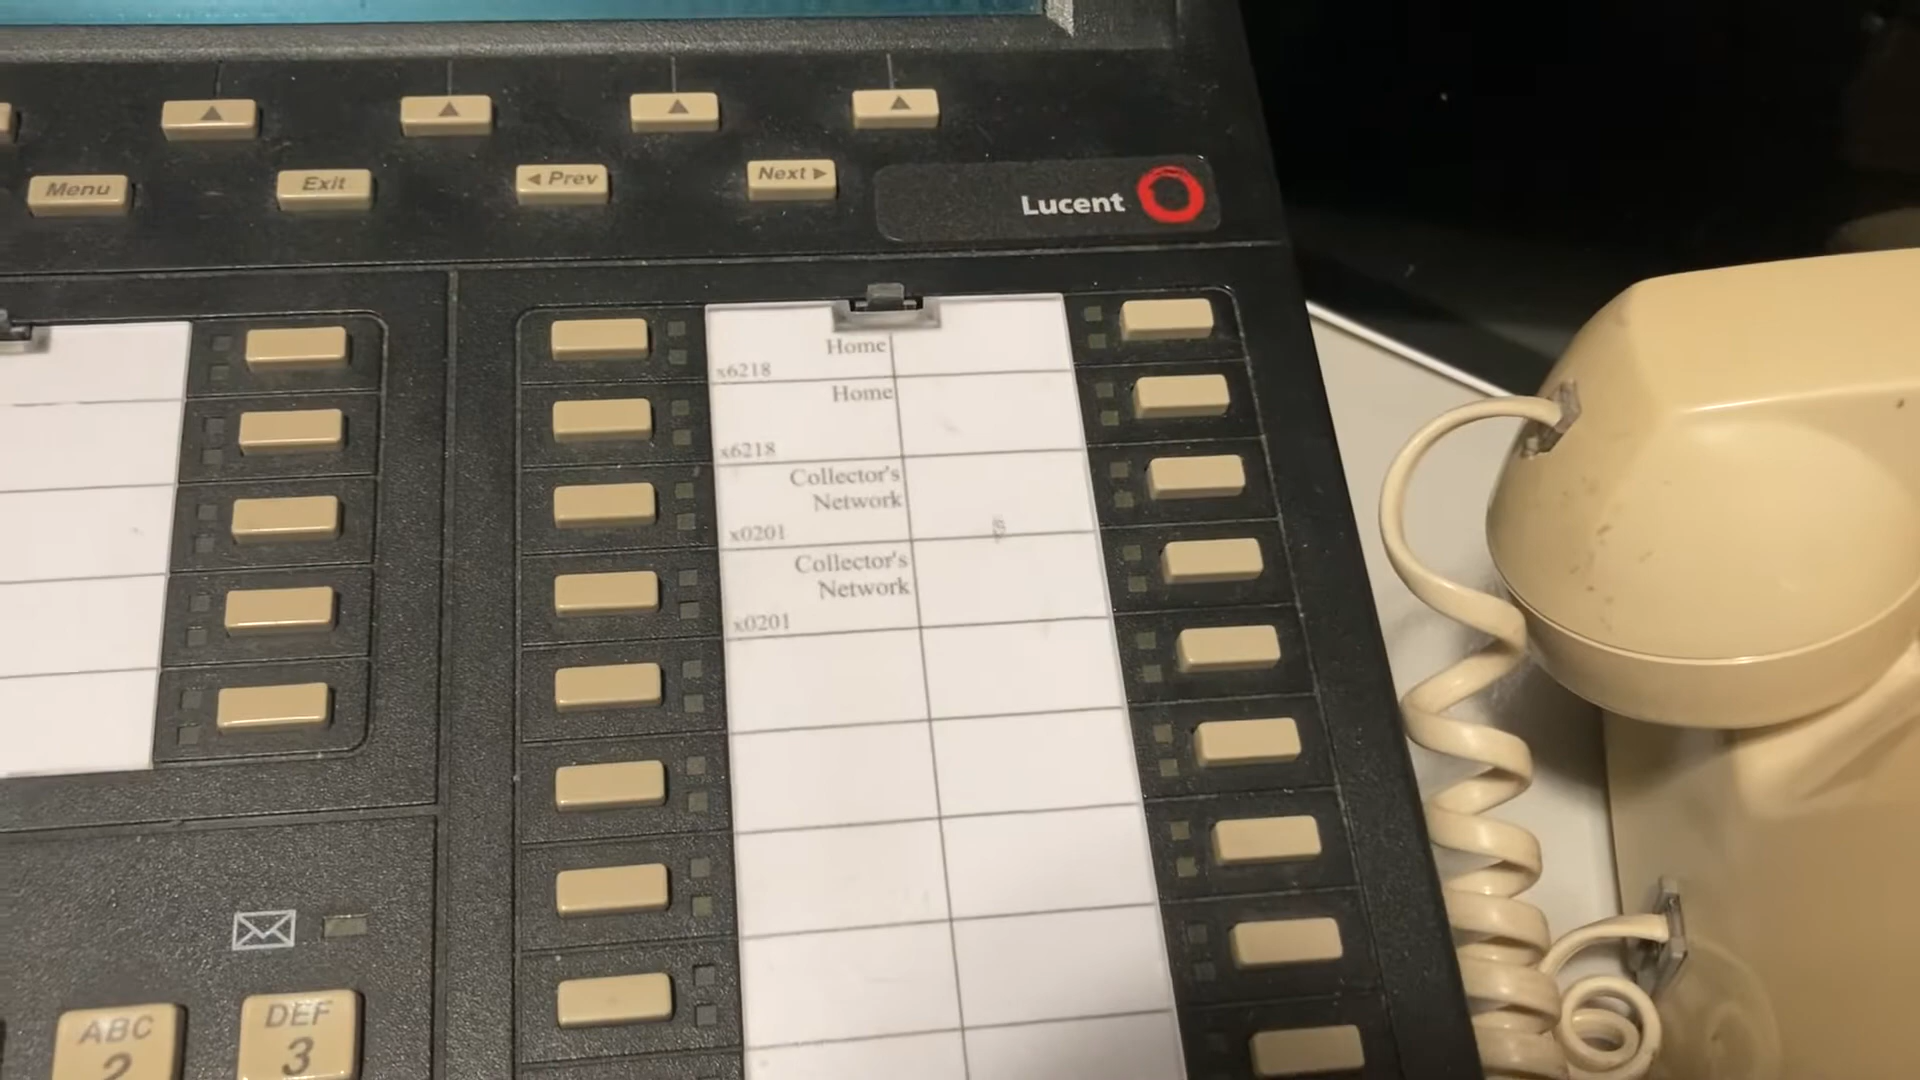 Menu
Exit
◄ Prev
Next ►
Lucent
Home
x6218
Home
x6218
Collector's
Network
x0201
Collector's
Network
x0201
ABC
2
DEF
3